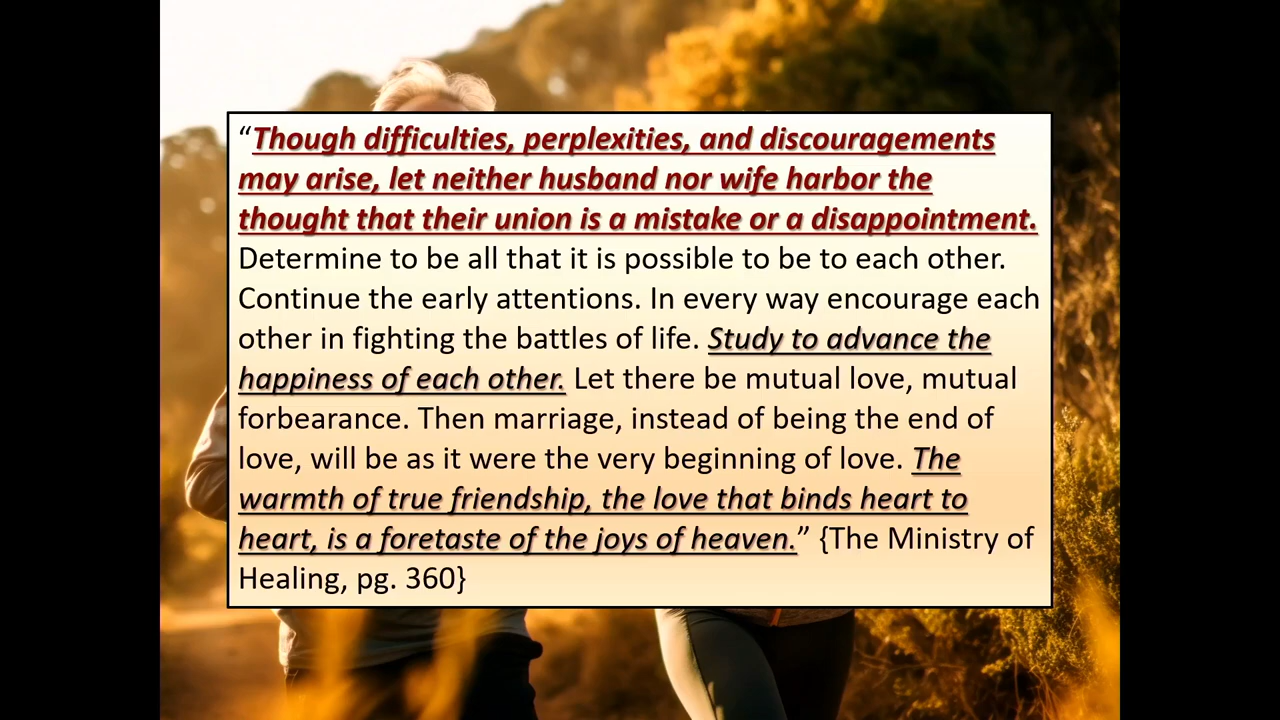 “Though difficulties, perplexities, and discouragements
may arise, let neither husband nor wife harbor the
thought that their union is a mistake or a disappointment.
Determine to be all that it is possible to be to each other.
Continue the early attentions. In every way encourage each
other in fighting the battles of life. Study to advance the
happiness of each other. Let there be mutual love, mutual
forbearance. Then marriage, instead of being the end of
love, will be as it were the very beginning of love. The
warmth of true friendship, the love that binds heart to
heart, is a foretaste of the joys of heaven.” {The Ministry of
Healing, pg. 360}